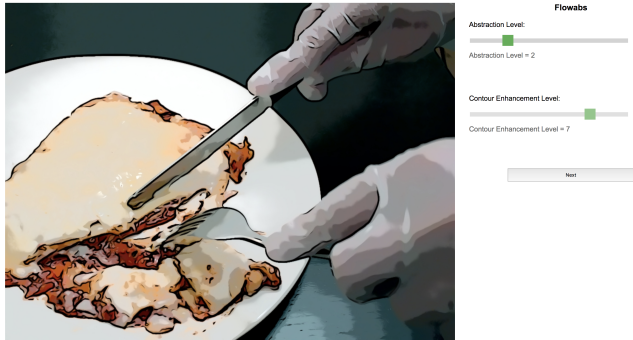 Flowabs
Abstraction Level:
Abstraction Level = 2
Contour Enhancement Level:
Contour Enhancement Level = 7
Next